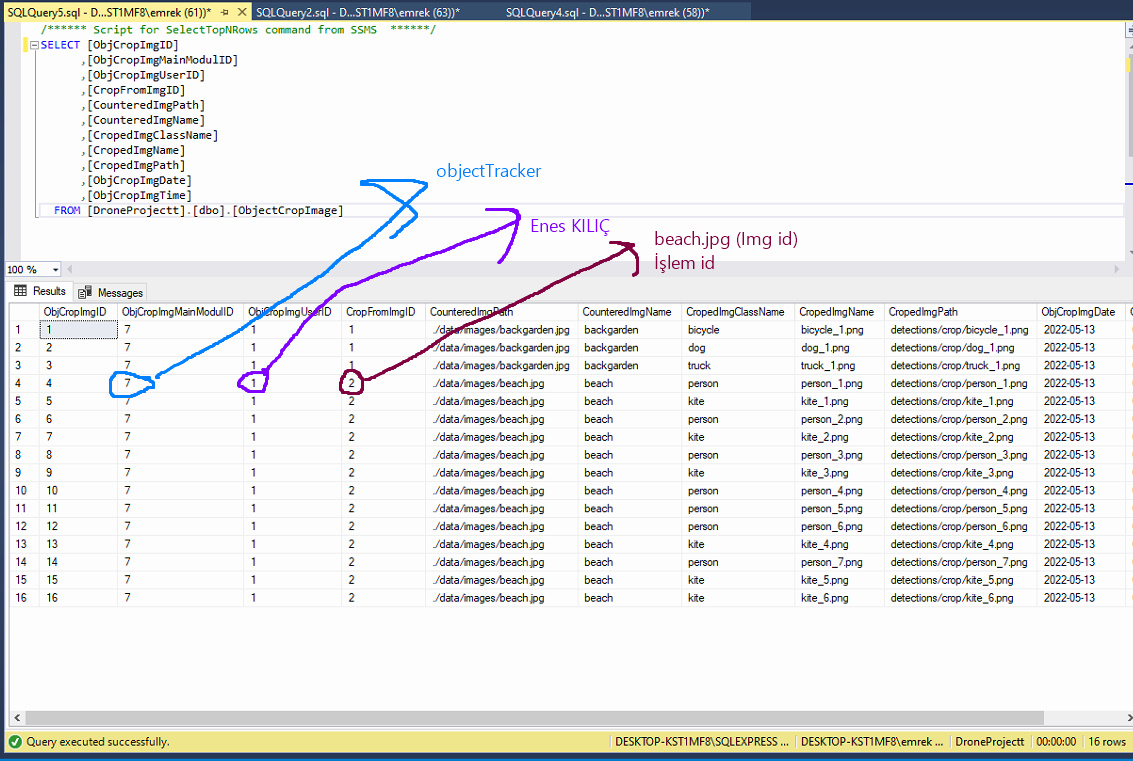 SQLQuery5.sql - D...ST1MF8\emrek (61))* SQLQuery2.sql - D...ST1MF8\emrek (63))* SQLQuery4.sql - D...ST1MF8\emrek (58))*
/****** Script for SelectTopNRows command from SSMS ******/
SELECT [ObjCropImgID]
,[ObjCropImgMainModulID]
,[ObjCropImgUserID]
,[CropFromImgID]
,[CounteredImgPath]
,[CounteredImgName]
,[CropedImgClassName]
,[CropedImgName]
,[CropedImgPath]
,[ObjCropImgDate]
,[ObjCropImgTime]
FROM [DroneProjectt].[dbo].[ObjectCropImage]
objectTracker
Enes KILIÇ
beach.jpg (Img id)
İşlem id
100 %
Results Messages
ObjCropImgID ObjCropImgMainModulID ObjCropImgUserID CropFromImgID CounteredImgPath CounteredImgName CropedImgClassName CropedImgName CropedImgPath ObjCropImgDate
1 1 7 1 1 ./data/images/backgarden.jpg backgarden bicycle bicycle_1.png detections/crop/bicycle_1.png 2022-05-13
2 2 7 1 1 ./data/images/backgarden.jpg backgarden dog dog_1.png detections/crop/dog_1.png 2022-05-13
3 3 7 1 1 ./data/images/backgarden.jpg backgarden truck truck_1.png detections/crop/truck_1.png 2022-05-13
4 4 7 1 2 ./data/images/beach.jpg beach person person_1.png detections/crop/person_1.png 2022-05-13
5 5 7 1 2 ./data/images/beach.jpg beach kite kite_1.png detections/crop/kite_1.png 2022-05-13
6 6 7 1 2 ./data/images/beach.jpg beach person person_2.png detections/crop/person_2.png 2022-05-13
7 7 7 1 2 ./data/images/beach.jpg beach kite kite_2.png detections/crop/kite_2.png 2022-05-13
8 8 7 1 2 ./data/images/beach.jpg beach person person_3.png detections/crop/person_3.png 2022-05-13
9 9 7 1 2 ./data/images/beach.jpg beach kite kite_3.png detections/crop/kite_3.png 2022-05-13
10 10 7 1 2 ./data/images/beach.jpg beach person person_4.png detections/crop/person_4.png 2022-05-13
11 11 7 1 2 ./data/images/beach.jpg beach person person_5.png detections/crop/person_5.png 2022-05-13
12 12 7 1 2 ./data/images/beach.jpg beach person person_6.png detections/crop/person_6.png 2022-05-13
13 13 7 1 2 ./data/images/beach.jpg beach kite kite_4.png detections/crop/kite_4.png 2022-05-13
14 14 7 1 2 ./data/images/beach.jpg beach person person_7.png detections/crop/person_7.png 2022-05-13
15 15 7 1 2 ./data/images/beach.jpg beach kite kite_5.png detections/crop/kite_5.png 2022-05-13
16 16 7 1 2 ./data/images/beach.jpg beach kite kite_6.png detections/crop/kite_6.png 2022-05-13
Query executed successfully. DESKTOP-KST1MF8\SQLEXPRESS ... DESKTOP-KST1MF8\emrek ... DroneProjectt 00:00:00 16 rows